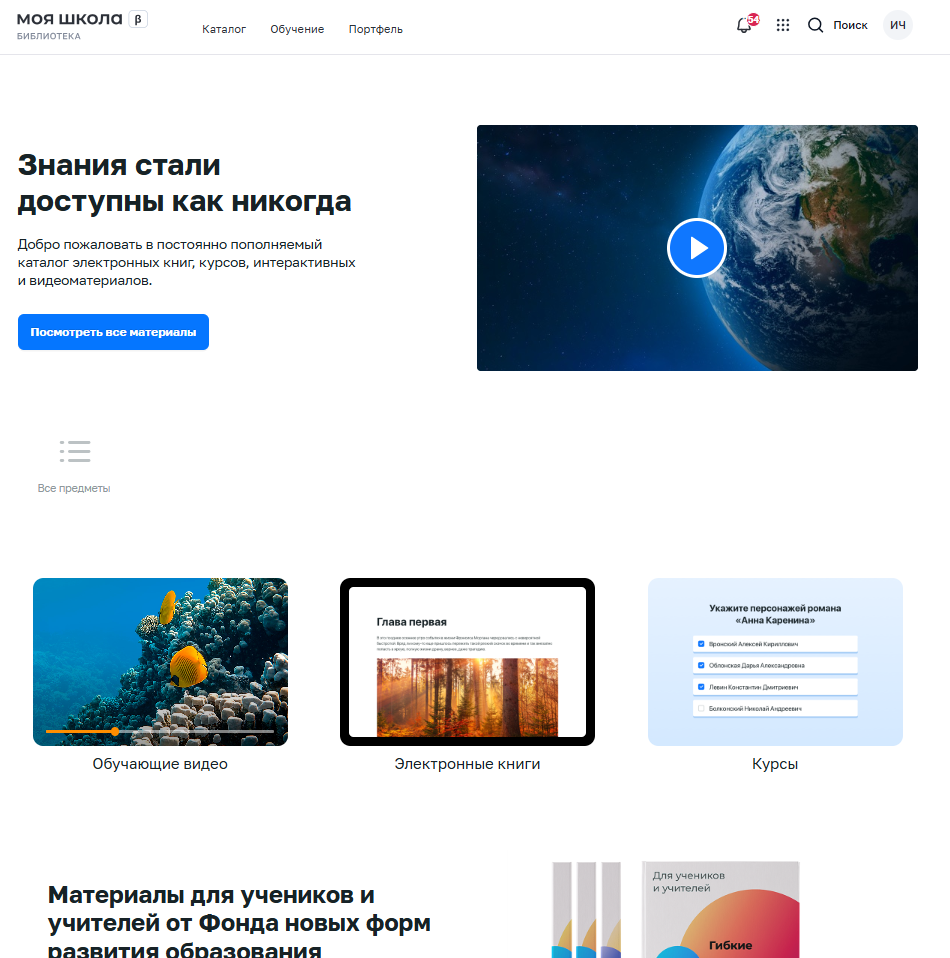 моя школа β
БИБЛИОТЕКА
Каталог Обучение Портфель
54 Поиск ИЧ
Знания стали
доступны как никогда
Добро пожаловать в постоянно пополняемый
каталог электронных книг, курсов, интерактивных
и видеоматериалов.
Посмотреть все материалы
Все предметы
Глава первая
Укажите персонажей романа
«Анна Каренина»
Вронский Алексей Кириллович
Облонская Дарья Александровна
Левин Константин Дмитриевич
Болконский Николай Андреевич
Обучающие видео
Электронные книги
Курсы
Материалы для учеников и
учителей от Фонда новых форм
развития образования
Для учеников
и учителей
Гибкие